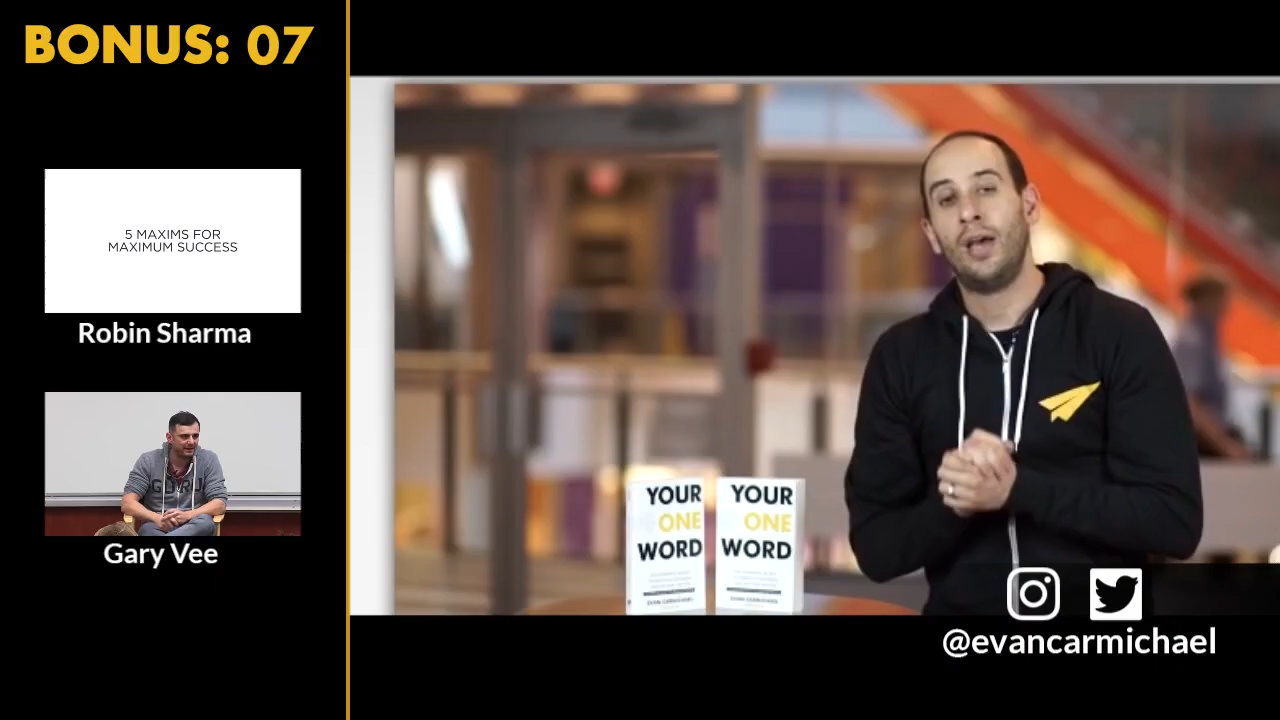 BONUS: 07
5 MAXIMS FOR
MAXIMUM SUCCESS
Robin Sharma
Gary Vee
YOUR
ONE
WORD
YOUR
ONE
WORD
@evancarmichael